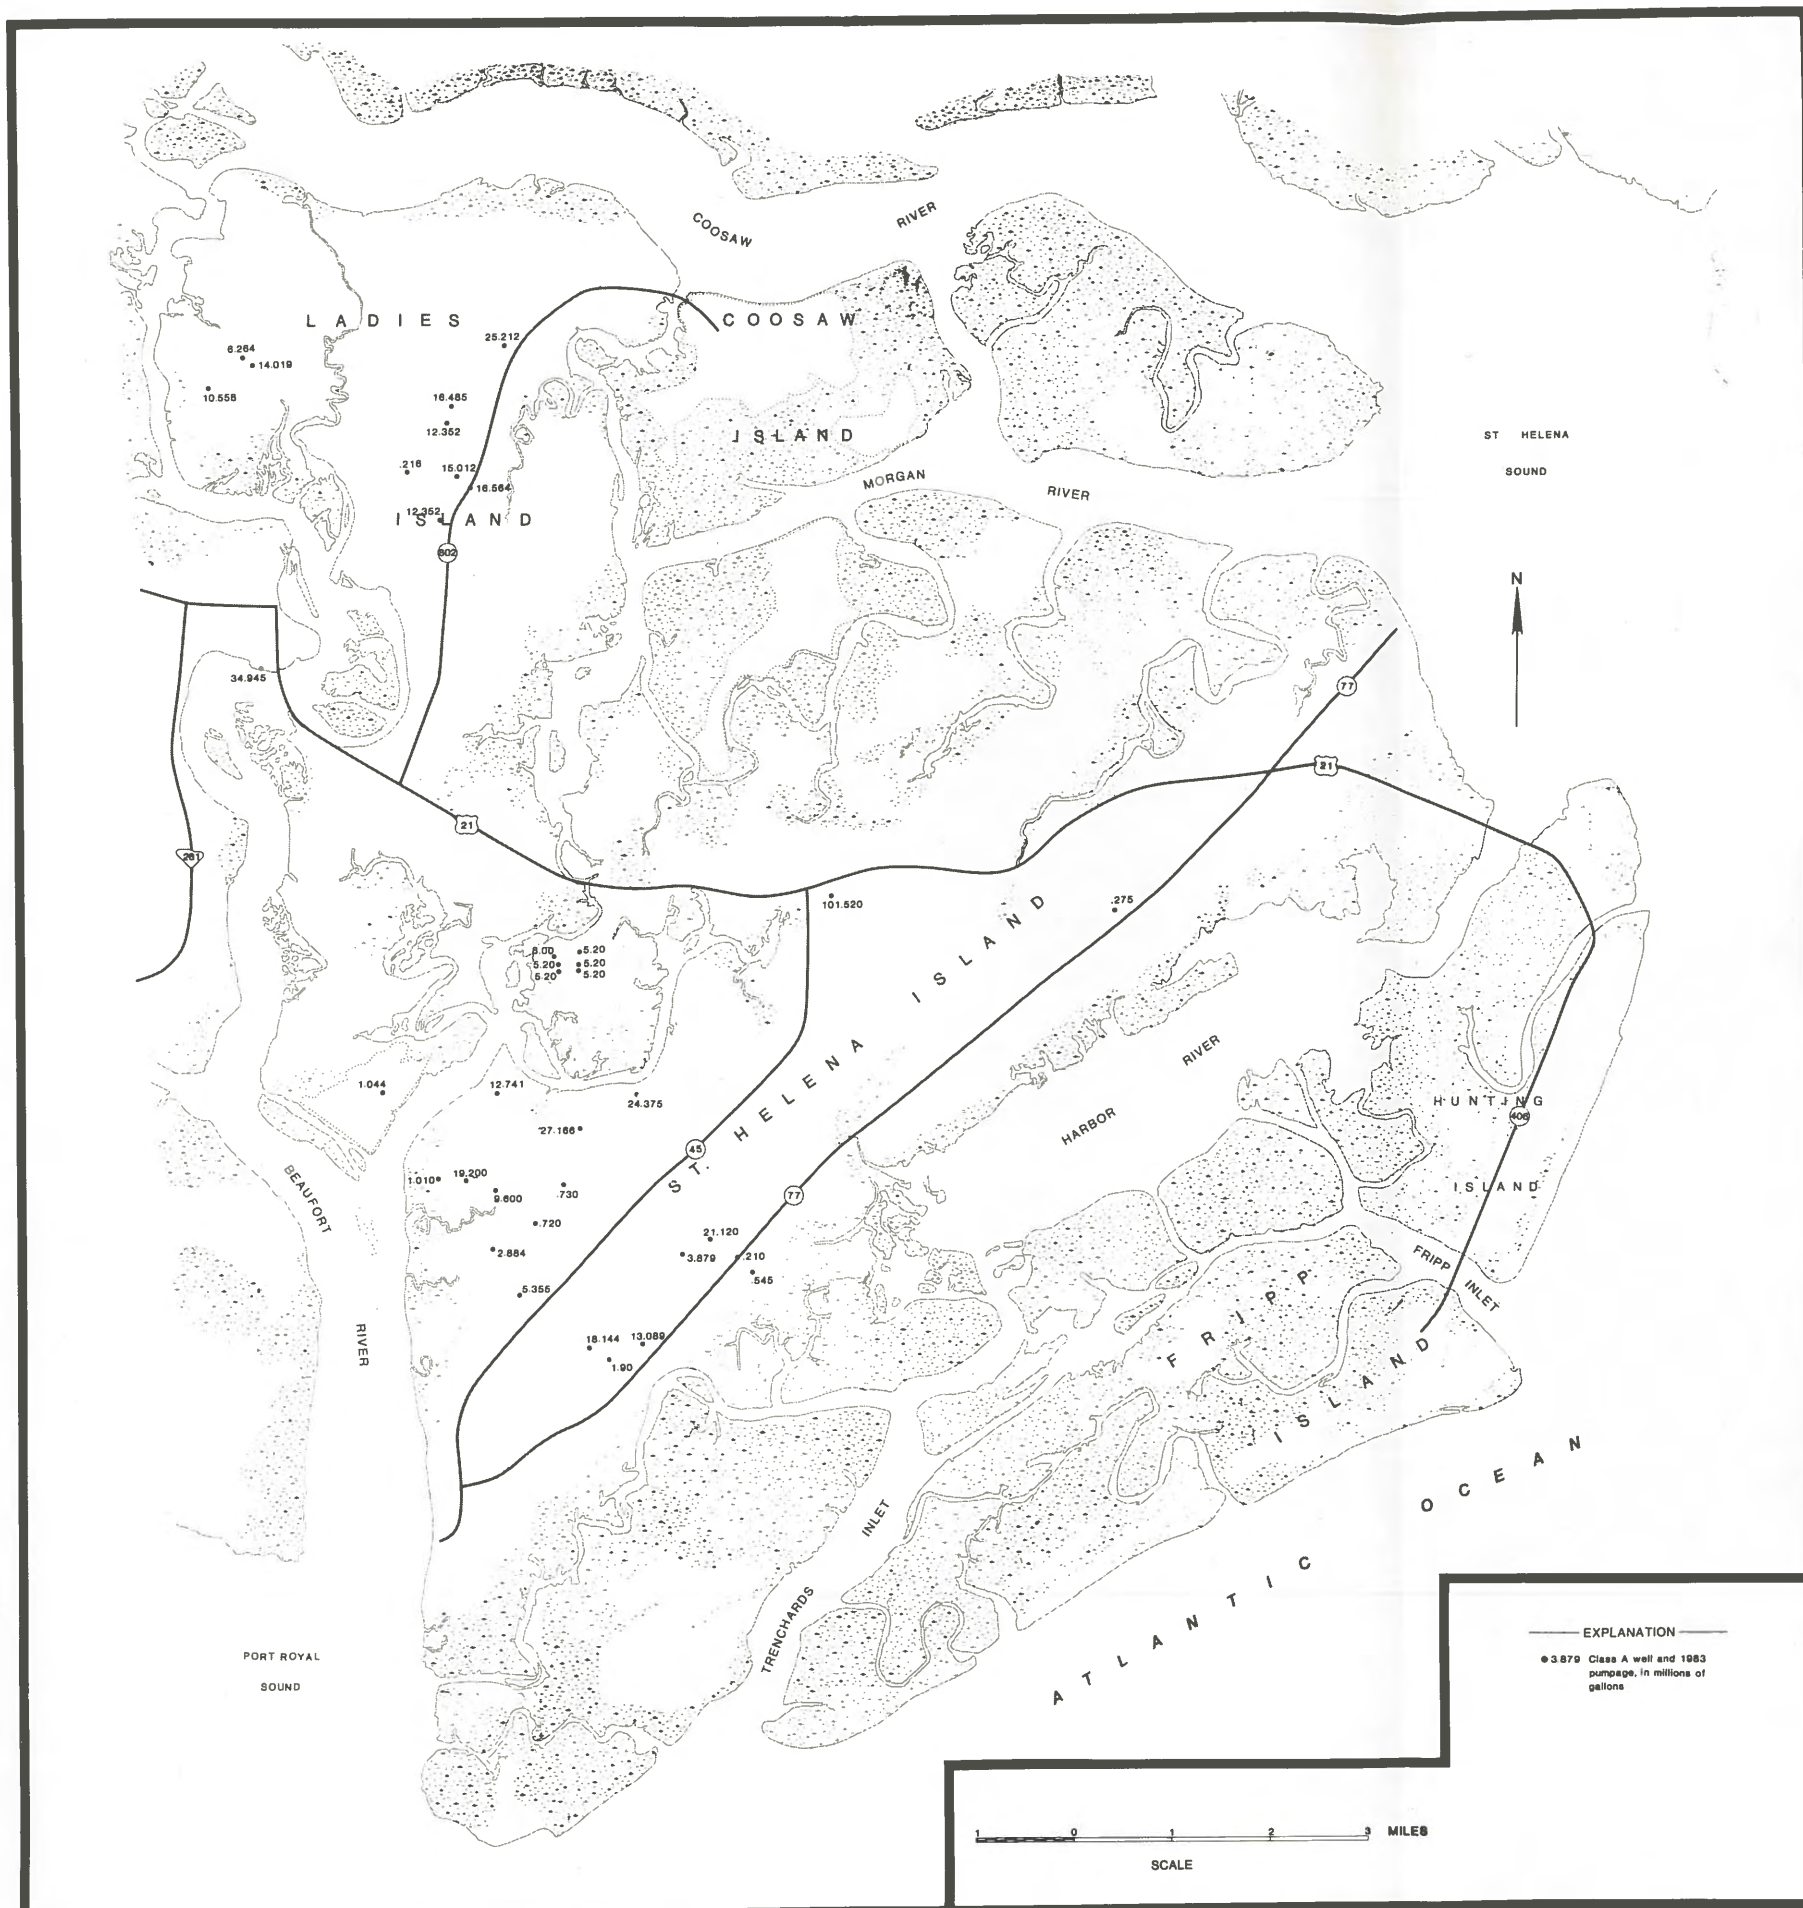 COOSAW
RIVER
LADIES
COOSAW
25.212
6.264
14.019
10.558
16.485
12.352
ISLAND
ST HELENA
SOUND
.216
15.012
16.564
MORGAN
RIVER
12.352
ISLAND
802
N
34.945
77
21
21
281
101.520
.275
5.20
5.20
5.20
5.20
5.20
ST. HELENA ISLAND
RIVER
HARBOR
1.044
12.741
24.375
27.166
HUNTING
406
45
BEAUFORT
1.010
19.200
9.600
.730
77
ISLAND
.720
21.120
2.884
3.879
.210
.545
FRIPP
INLET
5.355
FRIPP
RIVER
18.144
13.089
1.90
ISLAND
ATLANTIC OCEAN
INLET
TRENCHARDS
PORT ROYAL
SOUND
EXPLANATION
3.879 Class A well and 1983
pumpage, in millions of
gallons
1 0 1 2 3 MILES
SCALE